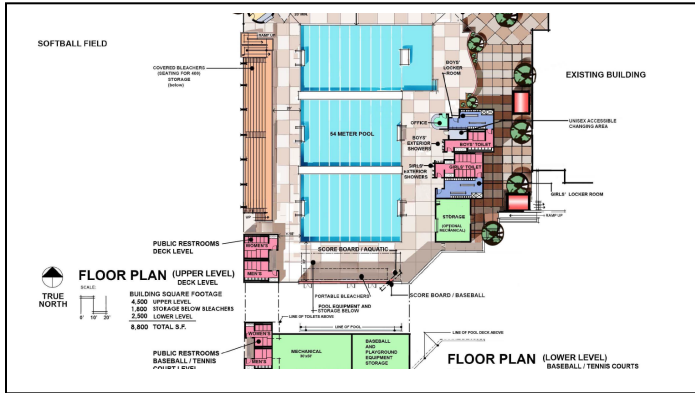 RAMP UP
SOFTBALL FIELD
COVERED BLEACHERS
(SEATING FOR 400)
STORAGE
(below)
BOYS'
LOCKER
ROOM
EXISTING BUILDING
OFFICE
UNISEX ACCESSIBLE
CHANGING AREA
54 METER POOL
BOYS'
EXTERIOR
SHOWERS
BOYS' TOILET
GIRLS'
EXTERIOR
SHOWERS
GIRLS' TOILET
GIRLS' LOCKER ROOM
STORAGE
(OPTIONAL
MECHANICAL)
RAMP UP
UP
PUBLIC RESTROOMS
DECK LEVEL
WOMEN'S
MEN'S
SCORE BOARD / AQUATIC
FLOOR PLAN (UPPER LEVEL)
DECK LEVEL
TRUE
NORTH
SCALE:
0' 10' 20'
BUILDING SQUARE FOOTAGE
4,500 UPPER LEVEL
1,800 STORAGE BELOW BLEACHERS
2,500 LOWER LEVEL
8,800 TOTAL S.F.
PORTABLE BLEACHERS
POOL EQUIPMENT AND
STORAGE BELOW
SCORE BOARD / BASEBALL
LINE OF TOILETS ABOVE
LINE OF POOL
LINE OF POOL DECK ABOVE
WOMEN'S
MEN'S
PUBLIC RESTROOMS
BASEBALL / TENNIS
COURT LEVEL
MECHANICAL
BASEBALL
AND
PLAYGROUND
EQUIPMENT
STORAGE
FLOOR PLAN (LOWER LEVEL)
BASEBALL / TENNIS COURTS